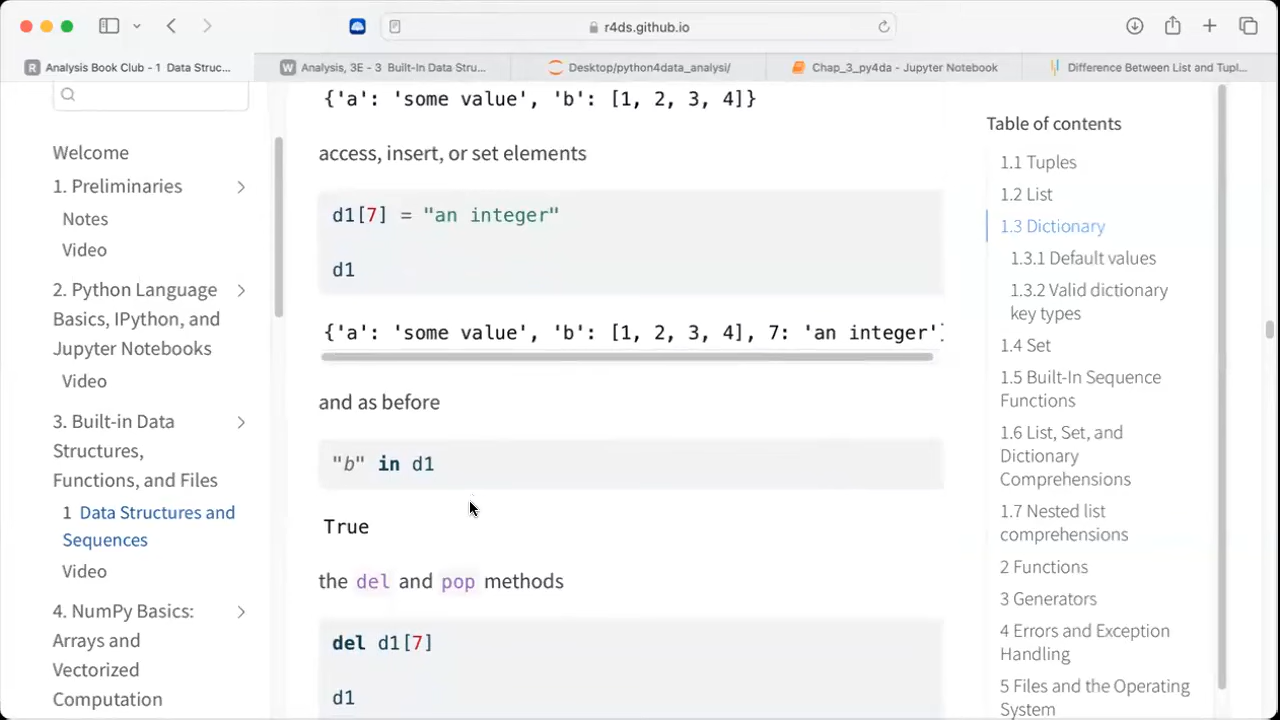 r4ds.github.io
R Analysis Book Club - 1 Data Struc...
W Analysis, 3E - 3 Built-In Data Stru...
Desktop/python4data_analysi/
Chap_3_py4da - Jupyter Notebook
Difference Between List and Tupl...
Welcome
1. Preliminaries
Notes
Video
2. Python Language
Basics, IPython, and
Jupyter Notebooks
Video
3. Built-in Data
Structures,
Functions, and Files
1 Data Structures and
Sequences
Video
4. NumPy Basics:
Arrays and
Vectorized
Computation
{'a': 'some value', 'b': [1, 2, 3, 4]}
access, insert, or set elements
d1[7] = "an integer"
d1
{'a': 'some value', 'b': [1, 2, 3, 4], 7: 'an integer'}
and as before
"b" in d1
True
the del and pop methods
del d1[7]
d1
Table of contents
1.1 Tuples
1.2 List
1.3 Dictionary
1.3.1 Default values
1.3.2 Valid dictionary
key types
1.4 Set
1.5 Built-In Sequence
Functions
1.6 List, Set, and
Dictionary
Comprehensions
1.7 Nested list
comprehensions
2 Functions
3 Generators
4 Errors and Exception
Handling
5 Files and the Operating
System